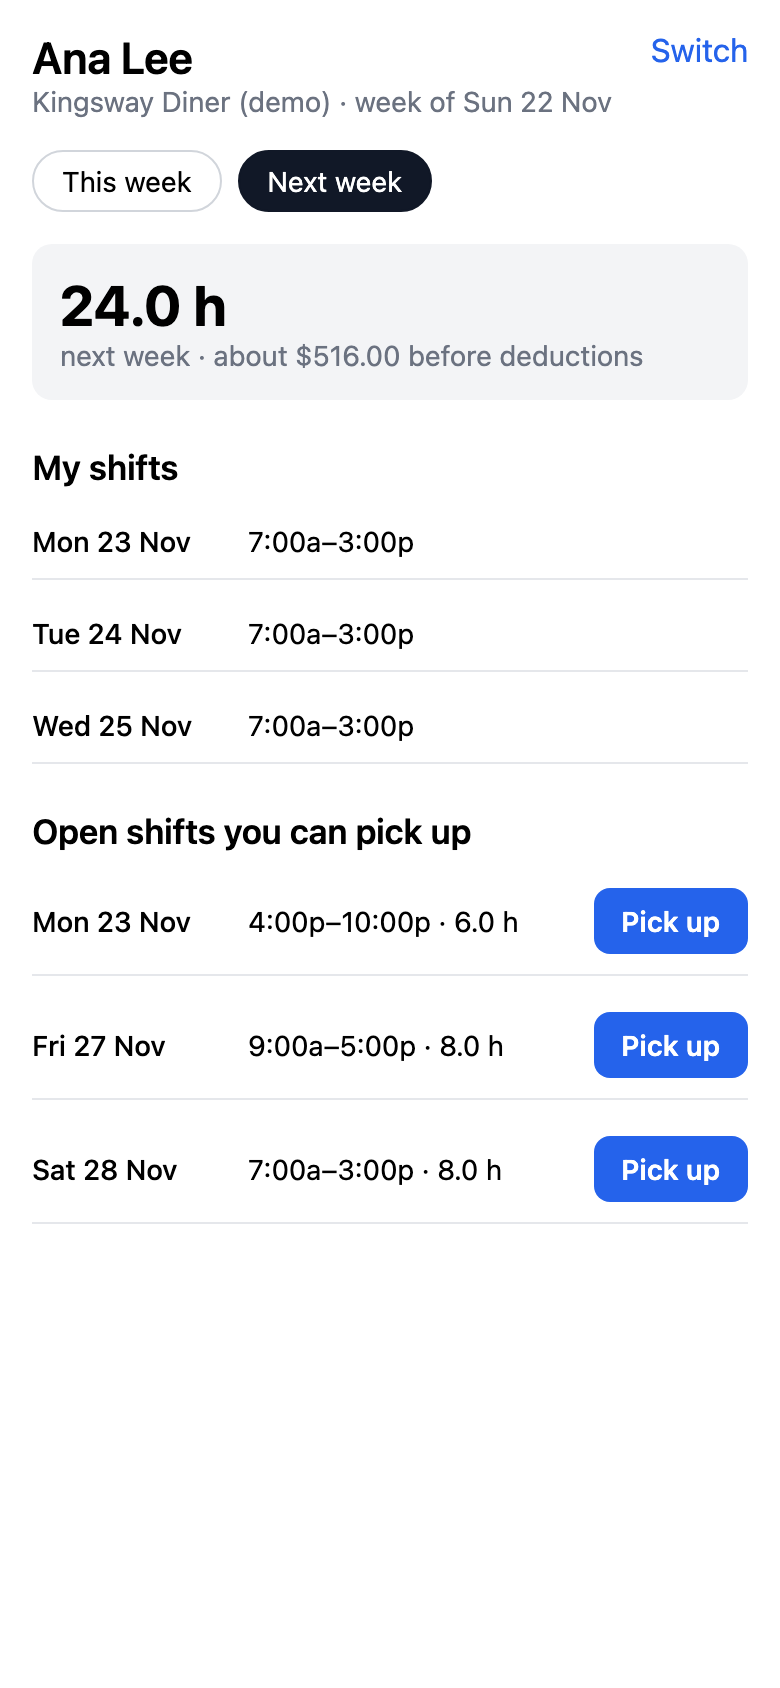 Ana Lee
Switch
Kingsway Diner (demo) · week of Sun 22 Nov
This week
Next week
24.0 h
next week · about $516.00 before deductions
My shifts
Mon 23 Nov 7:00a–3:00p
Tue 24 Nov 7:00a–3:00p
Wed 25 Nov 7:00a–3:00p
Open shifts you can pick up
Mon 23 Nov 4:00p–10:00p · 6.0 h Pick up
Fri 27 Nov 9:00a–5:00p · 8.0 h Pick up
Sat 28 Nov 7:00a–3:00p · 8.0 h Pick up